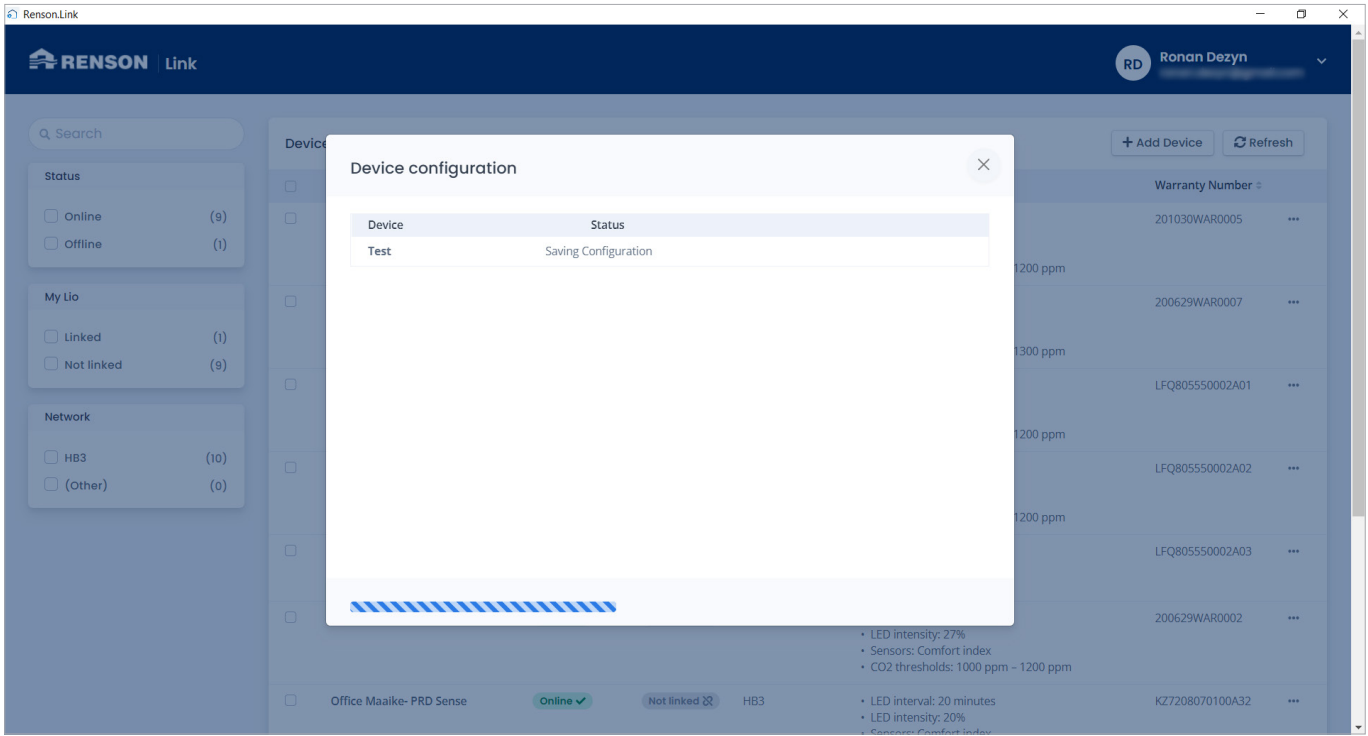 Renson.Link
RENSON Link
RD Ronan Dezyn
Search
Status
Online (9)
Offline (1)
My Lio
Linked (1)
Not linked (9)
Network
HB3 (10)
(Other) (0)
Device
+ Add Device Refresh
Warranty Number
Device configuration
Device Status
Test Saving Configuration
201030WAR0005
1200 ppm
200629WAR0007
1300 ppm
LFQ805550002A01
1200 ppm
LFQ805550002A02
1200 ppm
LFQ805550002A03
200629WAR0002
• LED intensity: 27%
• Sensors: Comfort index
• CO2 thresholds: 1000 ppm – 1200 ppm
Office Maaike- PRD Sense Online Not linked HB3 • LED interval: 20 minutes KZ7208070100A32
• LED intensity: 20%
• Sensors: Comfort index